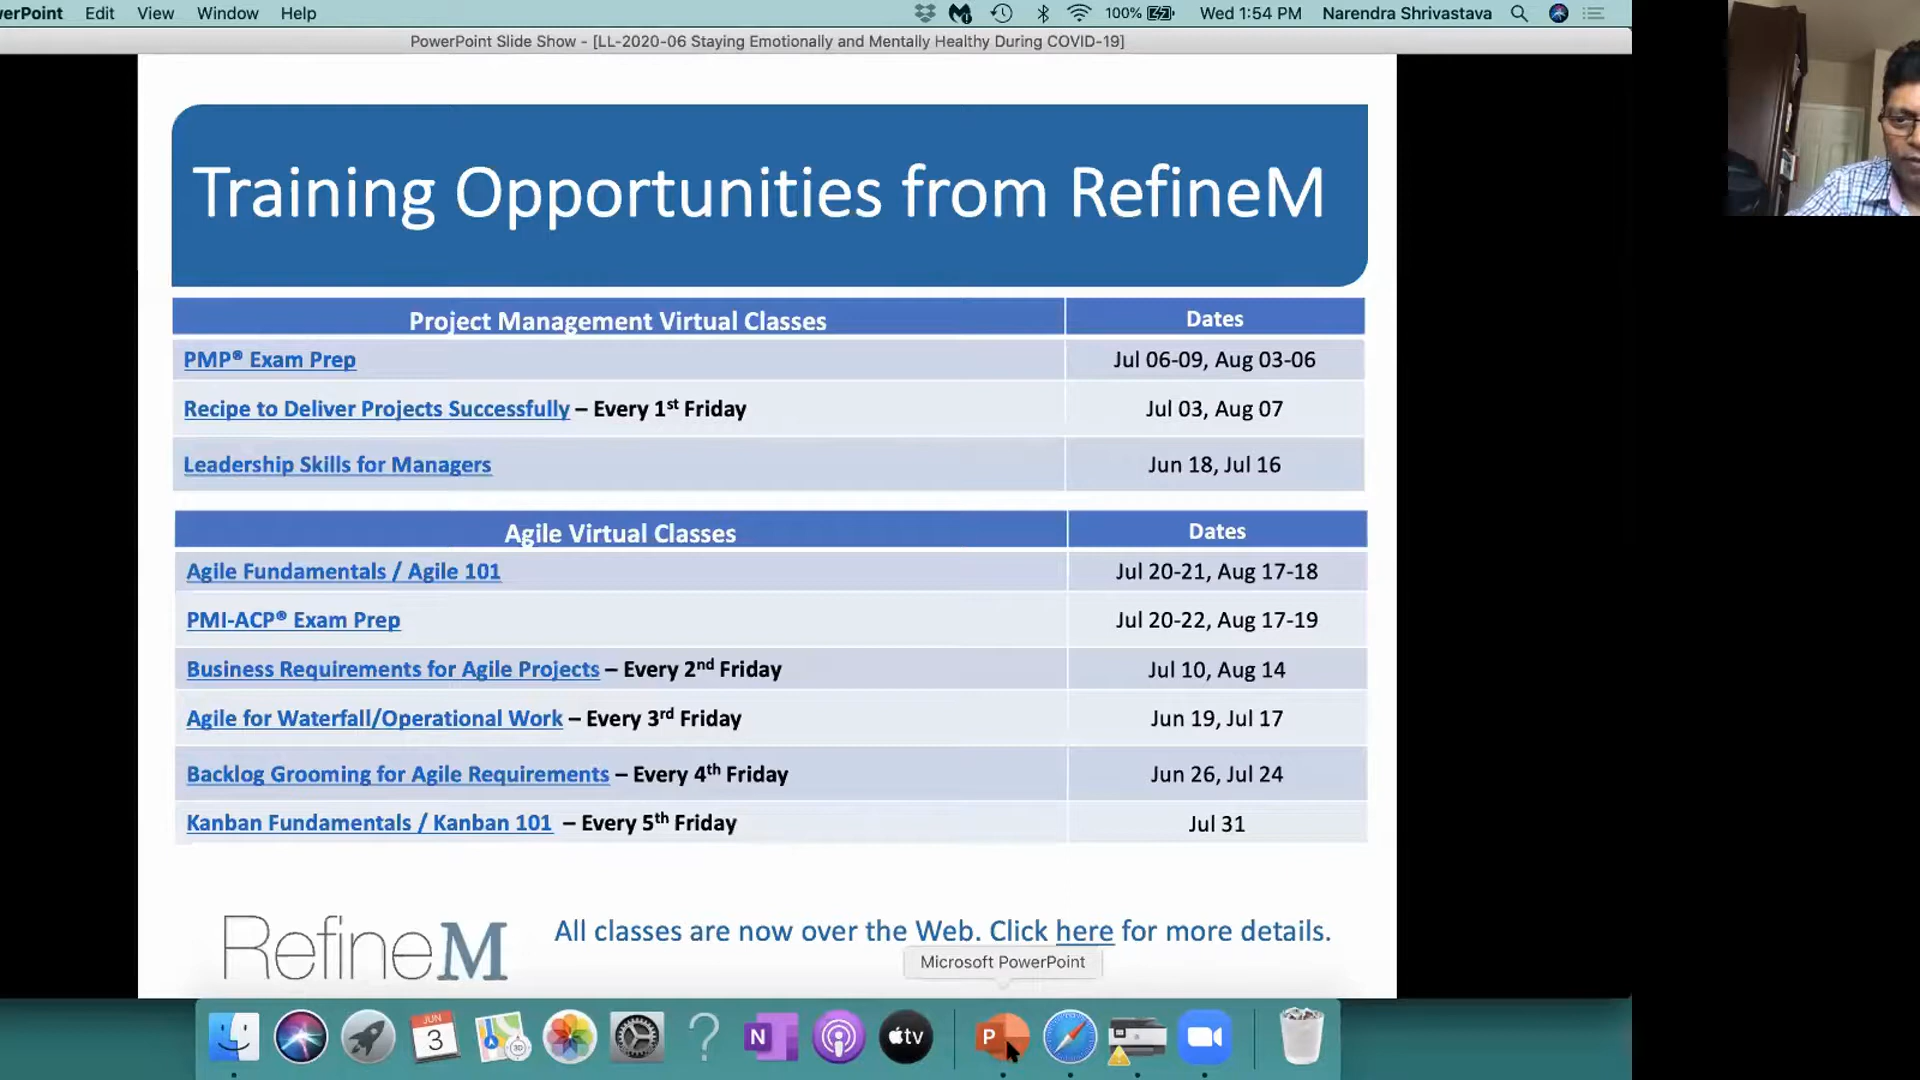 erPoint Edit View Window Help 100% Wed 1:54 PM Narendra Shrivastava
PowerPoint Slide Show - [LL-2020-06 Staying Emotionally and Mentally Healthy During COVID-19]
Training Opportunities from RefineM
Project Management Virtual Classes Dates
PMP® Exam Prep Jul 06-09, Aug 03-06
Recipe to Deliver Projects Successfully – Every 1st Friday Jul 03, Aug 07
Leadership Skills for Managers Jun 18, Jul 16
Agile Virtual Classes Dates
Agile Fundamentals / Agile 101 Jul 20-21, Aug 17-18
PMI-ACP® Exam Prep Jul 20-22, Aug 17-19
Business Requirements for Agile Projects – Every 2nd Friday Jul 10, Aug 14
Agile for Waterfall/Operational Work – Every 3rd Friday Jun 19, Jul 17
Backlog Grooming for Agile Requirements – Every 4th Friday Jun 26, Jul 24
Kanban Fundamentals / Kanban 101 – Every 5th Friday Jul 31
RefineM All classes are now over the Web. Click here for more details.
Microsoft PowerPoint
JUN
3
3D
N
tv
P